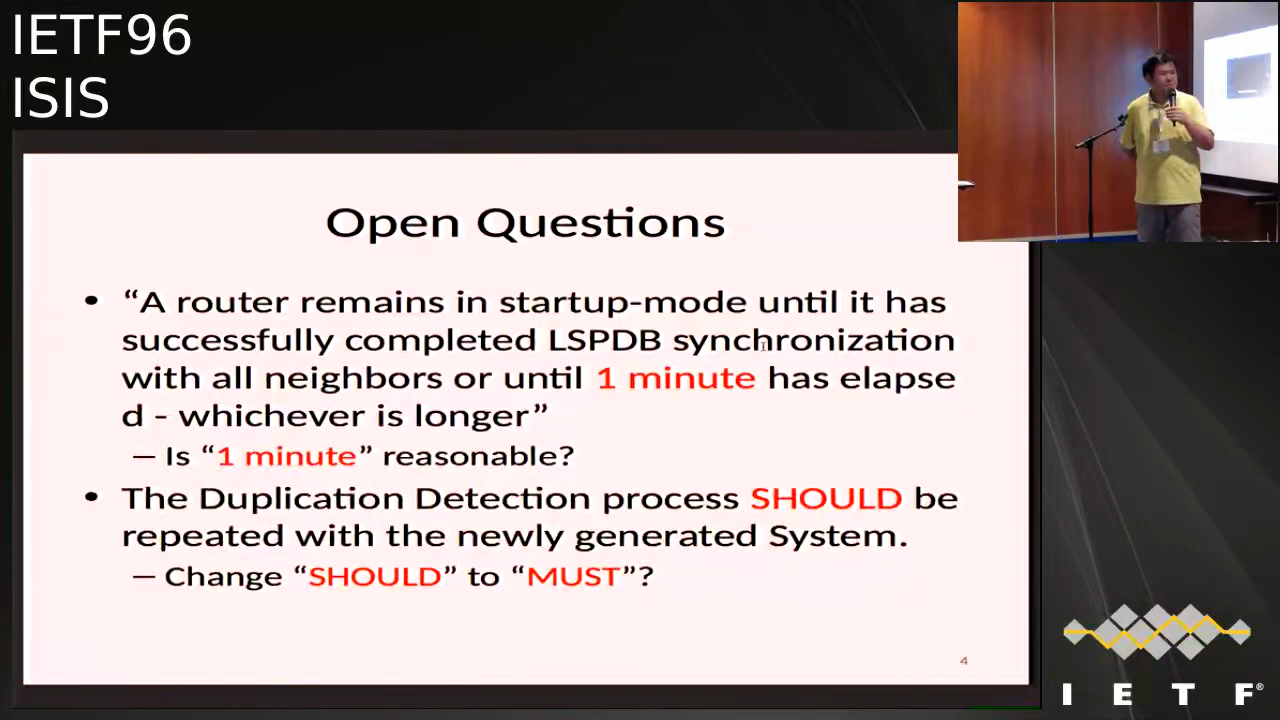 IETF96
ISIS
Open Questions
• “A router remains in startup-mode until it has
successfully completed LSPDB synchronization
with all neighbors or until 1 minute has elapse
d - whichever is longer”
– Is “1 minute” reasonable?
• The Duplication Detection process SHOULD be
repeated with the newly generated System.
– Change “SHOULD” to “MUST”?
4
I E T F®